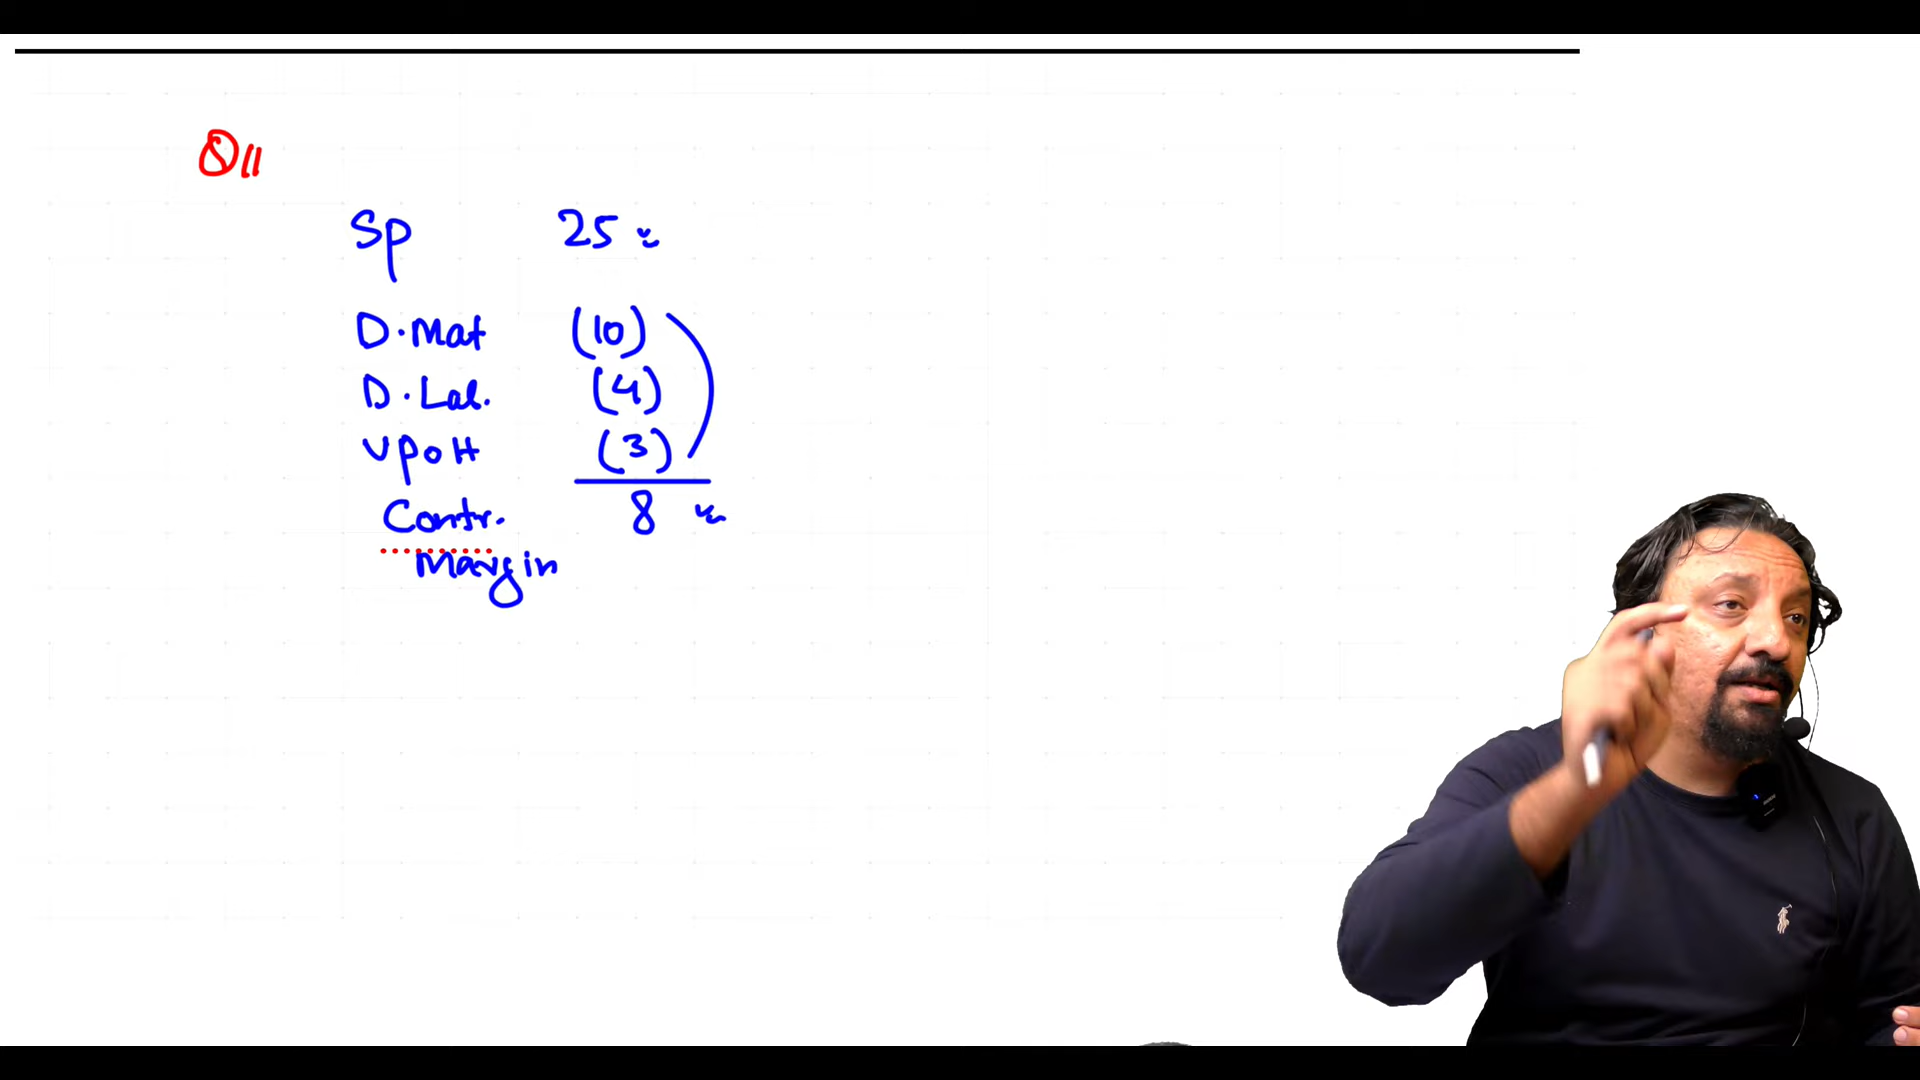 Q11
Sp 25
D.Mat (10)
D.Lab. (4)
VPOH (3)
Contr. 8
Margin